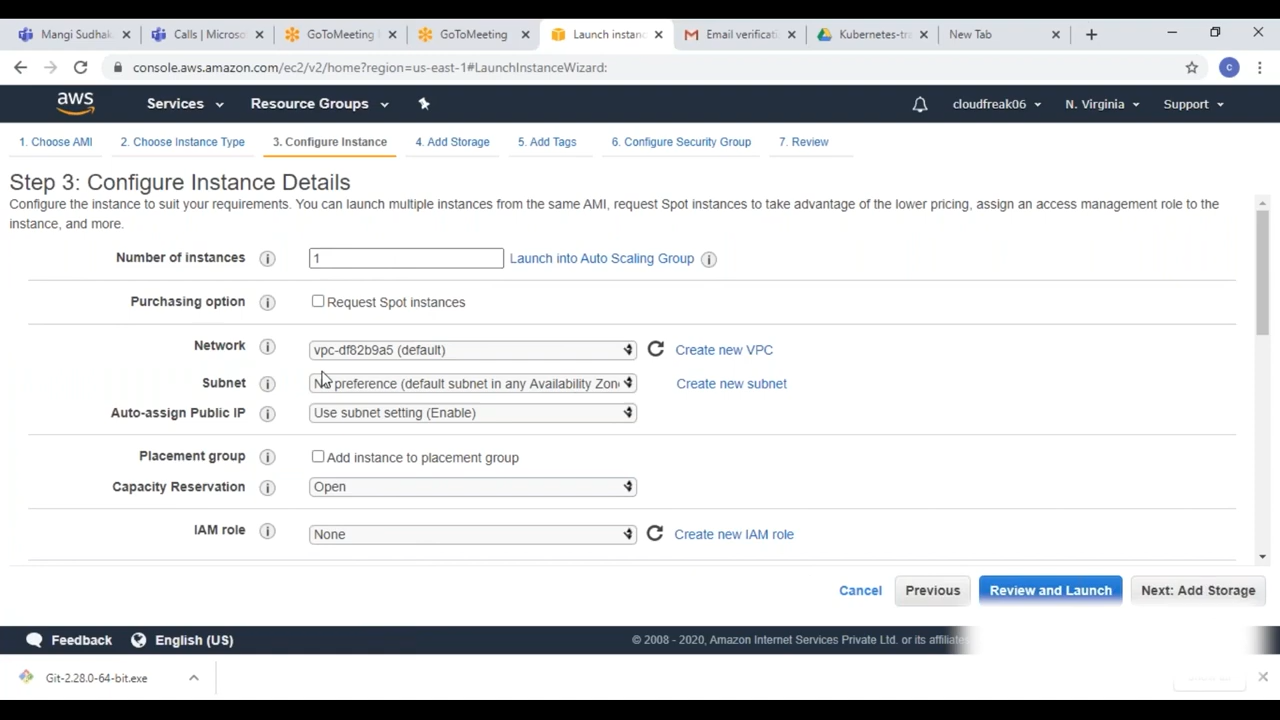 Mangi Sudhak
Calls | Microso
GoToMeeting
GoToMeeting
Launch instanc
Email verificati
Kubernetes-tra
New Tab
console.aws.amazon.com/ec2/v2/home?region=us-east-1#LaunchInstanceWizard:
c
aws
Services
Resource Groups
cloudfreak06
N. Virginia
Support
1. Choose AMI
2. Choose Instance Type
3. Configure Instance
4. Add Storage
5. Add Tags
6. Configure Security Group
7. Review
Step 3: Configure Instance Details
Configure the instance to suit your requirements. You can launch multiple instances from the same AMI, request Spot instances to take advantage of the lower pricing, assign an access management role to the
instance, and more.
Number of instances
1
Launch into Auto Scaling Group
Purchasing option
Request Spot instances
Network
vpc-df82b9a5 (default)
Create new VPC
Subnet
No preference (default subnet in any Availability Zon
Create new subnet
Auto-assign Public IP
Use subnet setting (Enable)
Placement group
Add instance to placement group
Capacity Reservation
Open
IAM role
None
Create new IAM role
Cancel
Previous
Review and Launch
Next: Add Storage
Feedback
English (US)
© 2008 - 2020, Amazon Internet Services Private Ltd. or its affiliate
Git-2.28.0-64-bit.exe